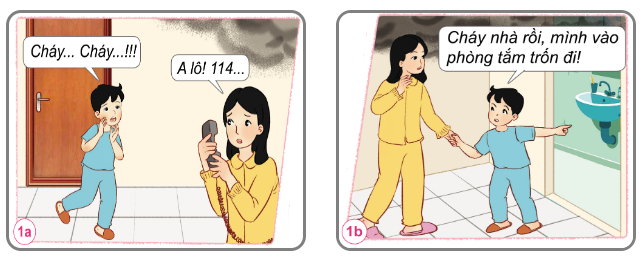 Cháy... Cháy...!!!
A lô! 114...
1a
Cháy nhà rồi, mình vào
phòng tắm trốn đi!
1b